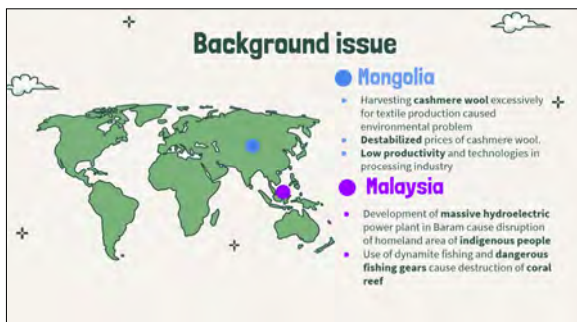 Background issue
Mongolia
Harvesting cashmere wool excessively
for textile production caused
environmental problem
Destabilized prices of cashmere wool.
Low productivity and technologies in
processing industry
Malaysia
Development of massive hydroelectric
power plant in Baram cause disruption
of homeland area of indigenous people
Use of dynamite fishing and dangerous
fishing gears cause destruction of coral
reef